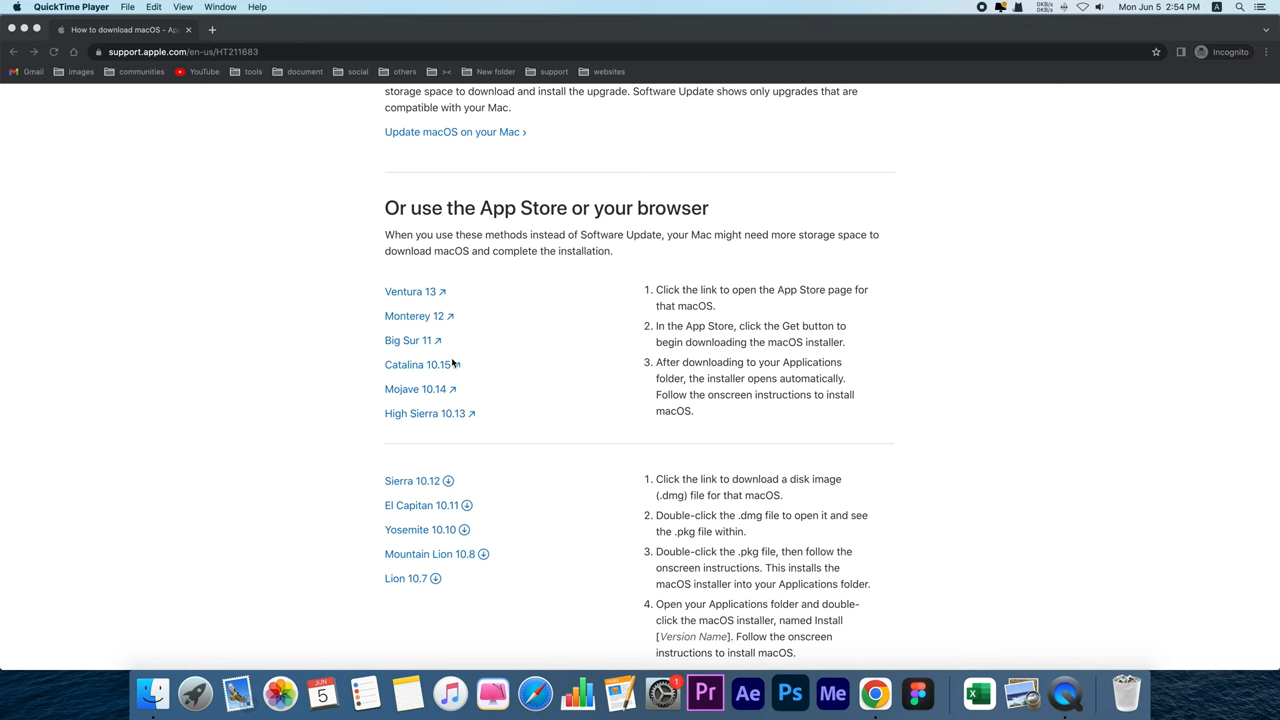 QuickTime Player File Edit View Window Help 0KB/s 0KB/s Mon Jun 5 2:54 PM A
How to download macOS - Ap
support.apple.com/en-us/HT211683 Incognito
Gmail images communities YouTube tools document social others >< New folder support websites
storage space to download and install the upgrade. Software Update shows only upgrades that are
compatible with your Mac.
Update macOS on your Mac ›
Or use the App Store or your browser
When you use these methods instead of Software Update, your Mac might need more storage space to
download macOS and complete the installation.
Ventura 13 ↗
Monterey 12 ↗
Big Sur 11 ↗
Catalina 10.15 ↗
Mojave 10.14 ↗
High Sierra 10.13 ↗
1. Click the link to open the App Store page for
that macOS.
2. In the App Store, click the Get button to
begin downloading the macOS installer.
3. After downloading to your Applications
folder, the installer opens automatically.
Follow the onscreen instructions to install
macOS.
Sierra 10.12
El Capitan 10.11
Yosemite 10.10
Mountain Lion 10.8
Lion 10.7
1. Click the link to download a disk image
(.dmg) file for that macOS.
2. Double-click the .dmg file to open it and see
the .pkg file within.
3. Double-click the .pkg file, then follow the
onscreen instructions. This installs the
macOS installer into your Applications folder.
4. Open your Applications folder and double-
click the macOS installer, named Install
[Version Name]. Follow the onscreen
instructions to install macOS.
JUN
5
1
Pr Ae Ps Me